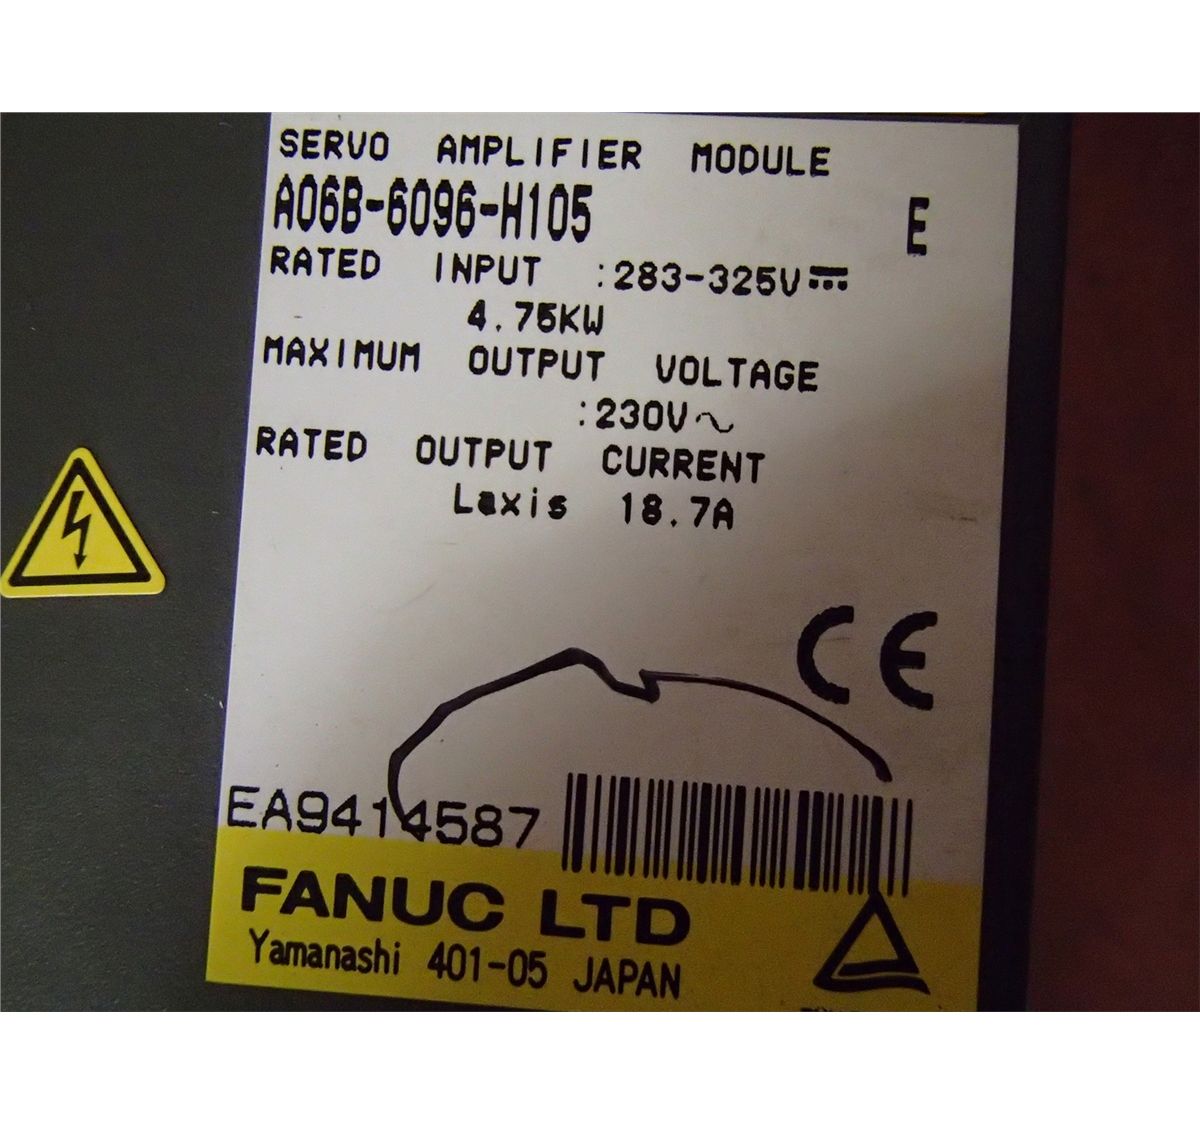 SERVO AMPLIFIER MODULE
A06B-6096-H105 E
RATED INPUT :283-325V⎓
4.75KW
MAXIMUM OUTPUT VOLTAGE
:230V～
RATED OUTPUT CURRENT
Laxis 18.7A
CE
EA9414587
FANUC LTD
Yamanashi 401-05 JAPAN